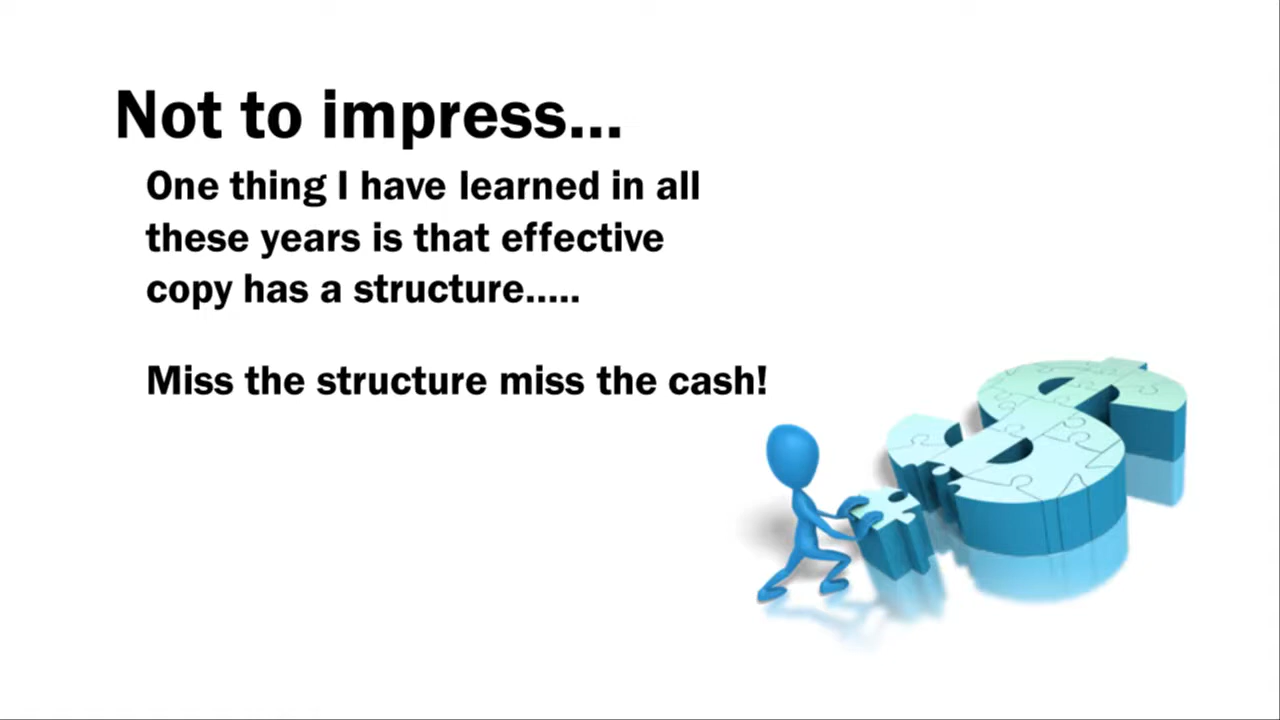 Not to impress...
One thing I have learned in all
these years is that effective
copy has a structure.....
Miss the structure miss the cash!